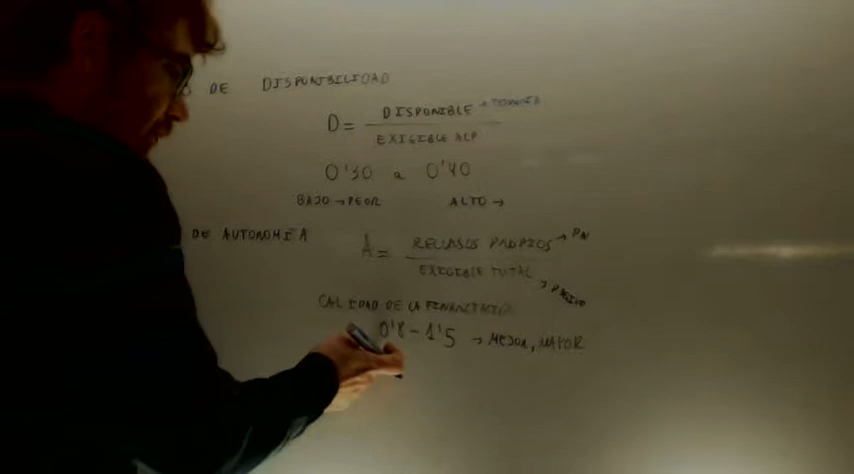 DE DISPONIBILIDAD
D = DISPONIBLE → TESORERÍA
EXIGIBLE A C/P
0'30 a 0'40
BAJO → PEOR ALTO →
DE AUTONOMÍA
A = RECURSOS PROPIOS → PN
EXIGIBLE TOTAL → PASIVO
CALIDAD DE LA FINANCIACIÓN
0'8 - 1'5 → MEJOR, MAYOR